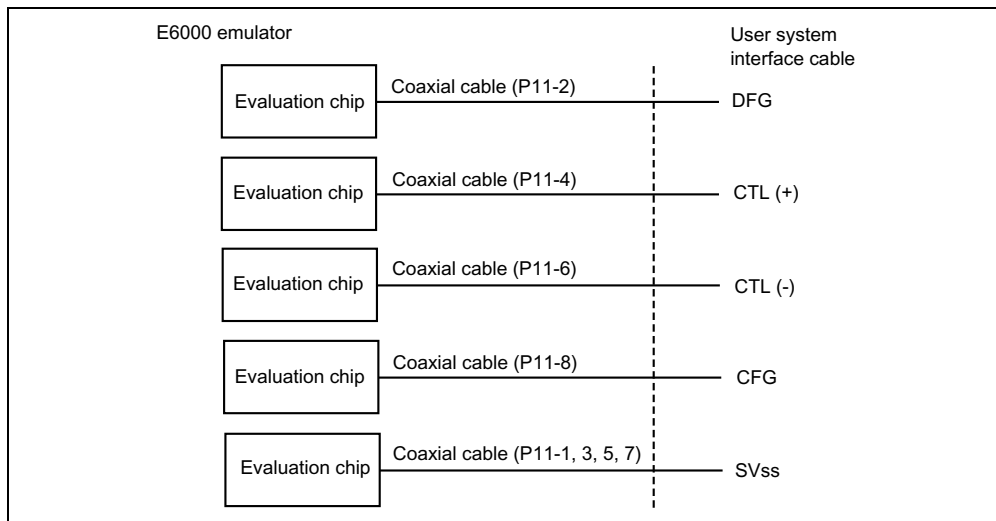 E6000 emulator
User system
interface cable
Evaluation chip
Coaxial cable (P11-2)
DFG
Evaluation chip
Coaxial cable (P11-4)
CTL (+)
Evaluation chip
Coaxial cable (P11-6)
CTL (-)
Evaluation chip
Coaxial cable (P11-8)
CFG
Evaluation chip
Coaxial cable (P11-1, 3, 5, 7)
SVss